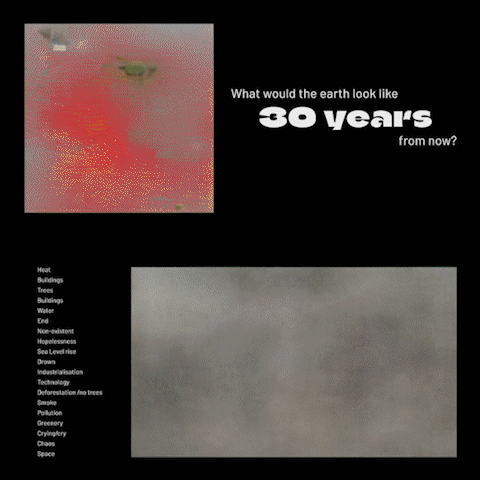 What would the earth look like
30 years
from now?
Heat
Buildings
Trees
Buildings
Water
End
Non-existent
Hopelessness
Sea Level rise
Drown
Industrialisation
Technology
Deforestation /no trees
Smoke
Pollution
Greenery
Crying/cry
Chaos
Space